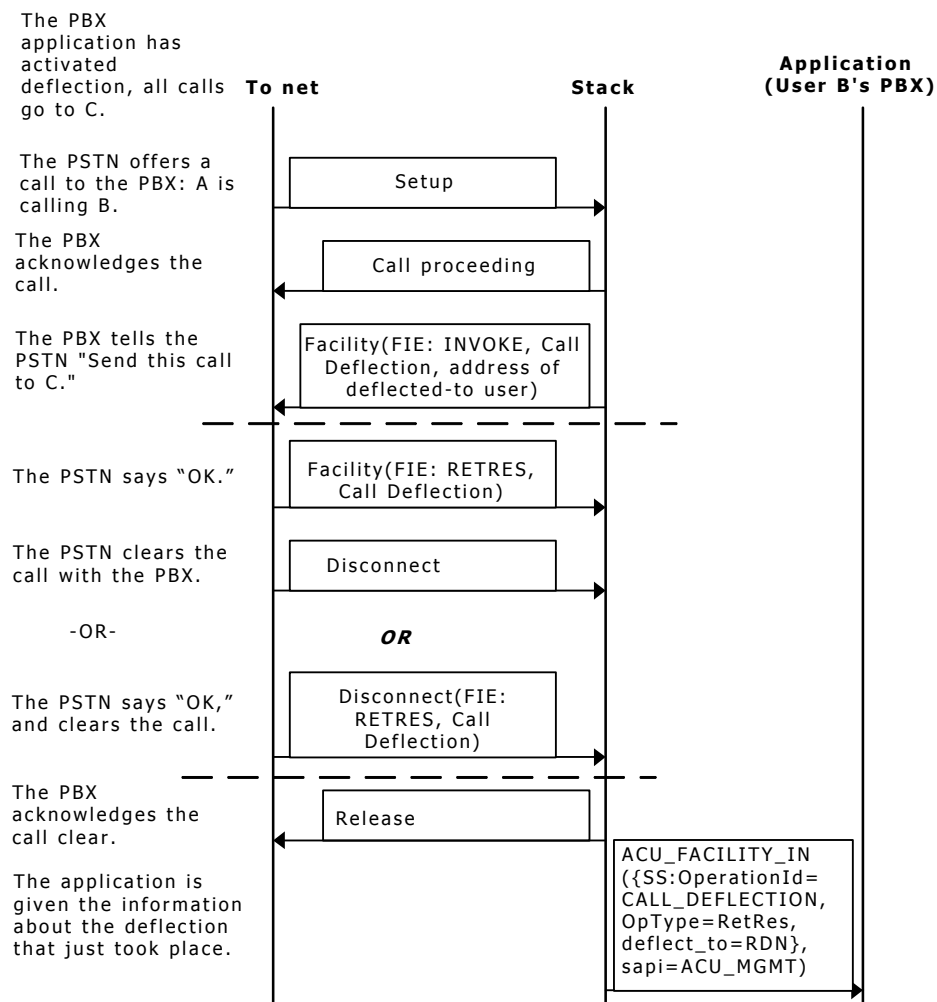 The PBX
application has
activated
deflection, all calls
go to C.
To net
Stack
Application
(User B's PBX)
The PSTN offers a
call to the PBX: A is
calling B.
Setup
The PBX
acknowledges the
call.
Call proceeding
The PBX tells the
PSTN "Send this call
to C."
Facility(FIE: INVOKE, Call
Deflection, address of
deflected-to user)
The PSTN says “OK.”
Facility(FIE: RETRES,
Call Deflection)
The PSTN clears the
call with the PBX.
Disconnect
-OR-
OR
The PSTN says “OK,”
and clears the call.
Disconnect(FIE:
RETRES, Call
Deflection)
The PBX
acknowledges the
call clear.
Release
The application is
given the information
about the deflection
that just took place.
ACU_FACILITY_IN
({SS:OperationId=
CALL_DEFLECTION,
OpType=RetRes,
deflect_to=RDN},
sapi=ACU_MGMT)